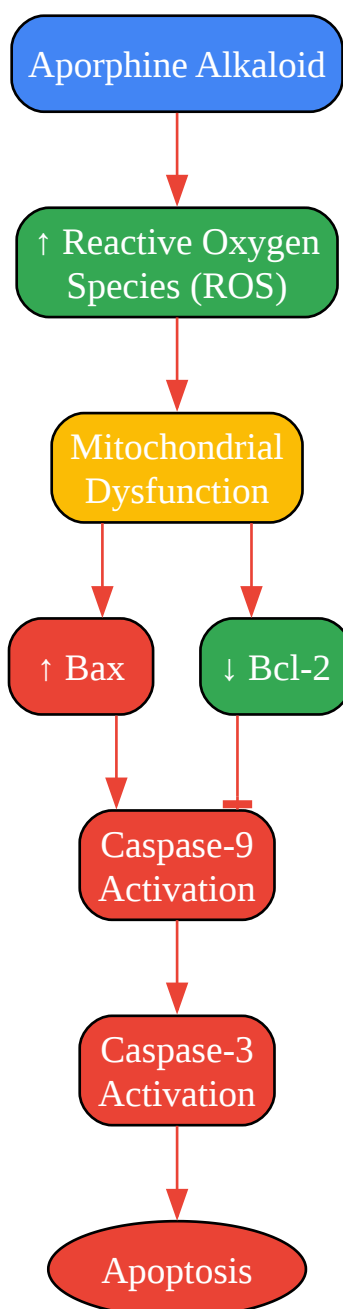 Aporphine Alkaloid
↑ Reactive Oxygen
Species (ROS)
Mitochondrial
Dysfunction
↑ Bax
↓ Bcl-2
Caspase-9
Activation
Caspase-3
Activation
Apoptosis